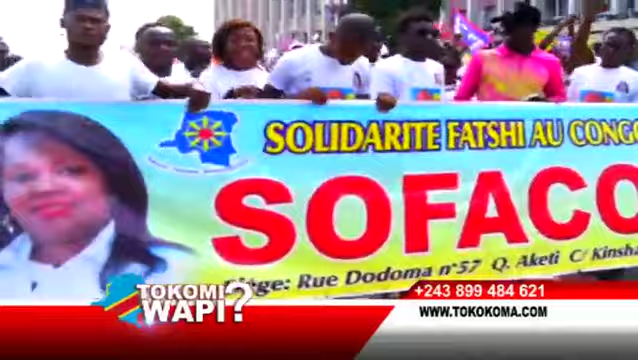 SOLIDARITE FATSHI AU CONGO
SOFACO
Siège: Rue Dodoma n°57 Q. Aketi C/ Kinsha
TOKOMI
WAPI?
+243 899 484 621
WWW.TOKOKOMA.COM